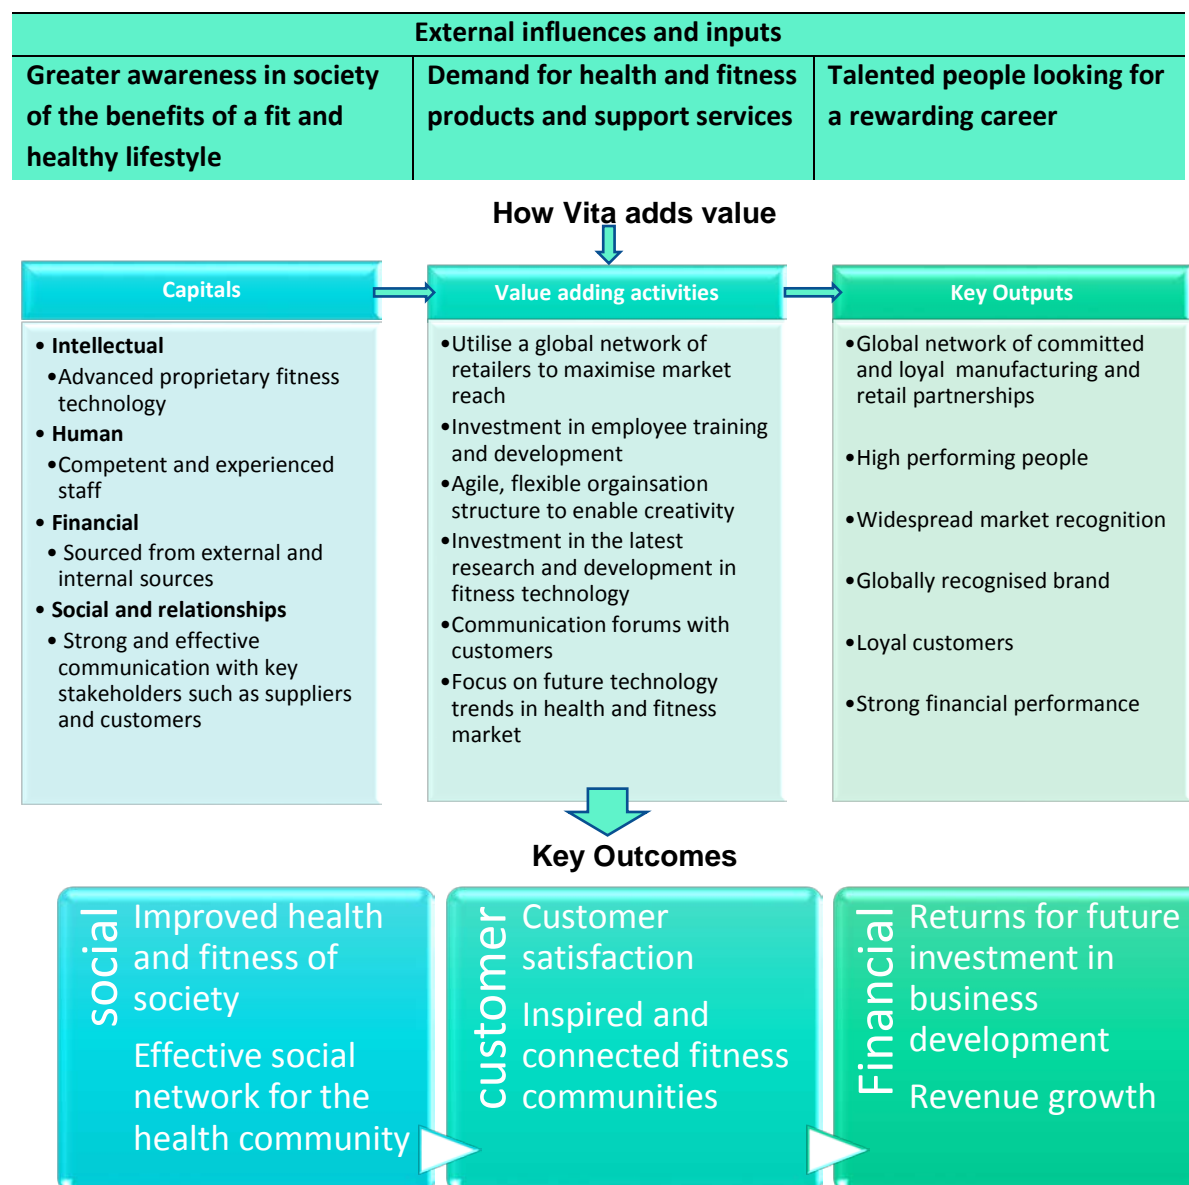 External influences and inputs
Greater awareness in society
of the benefits of a fit and
healthy lifestyle
Demand for health and fitness
products and support services
Talented people looking for
a rewarding career
How Vita adds value
Capitals
• Intellectual
•Advanced proprietary fitness
technology
• Human
•Competent and experienced
staff
• Financial
• Sourced from external and
internal sources
• Social and relationships
• Strong and effective
communication with key
stakeholders such as suppliers
and customers
Value adding activities
•Utilise a global network of
retailers to maximise market
reach
•Investment in employee training
and development
•Agile, flexible orgainsation
structure to enable creativity
•Investment in the latest
research and development in
fitness technology
•Communication forums with
customers
•Focus on future technology
trends in health and fitness
market
Key Outputs
•Global network of committed
and loyal manufacturing and
retail partnerships
•High performing people
•Widespread market recognition
•Globally recognised brand
•Loyal customers
•Strong financial performance
Key Outcomes
social
Improved health
and fitness of
society
Effective social
network for the
health community
customer
Customer
satisfaction
Inspired and
connected fitness
communities
Financial
Returns for future
investment in
business
development
Revenue growth